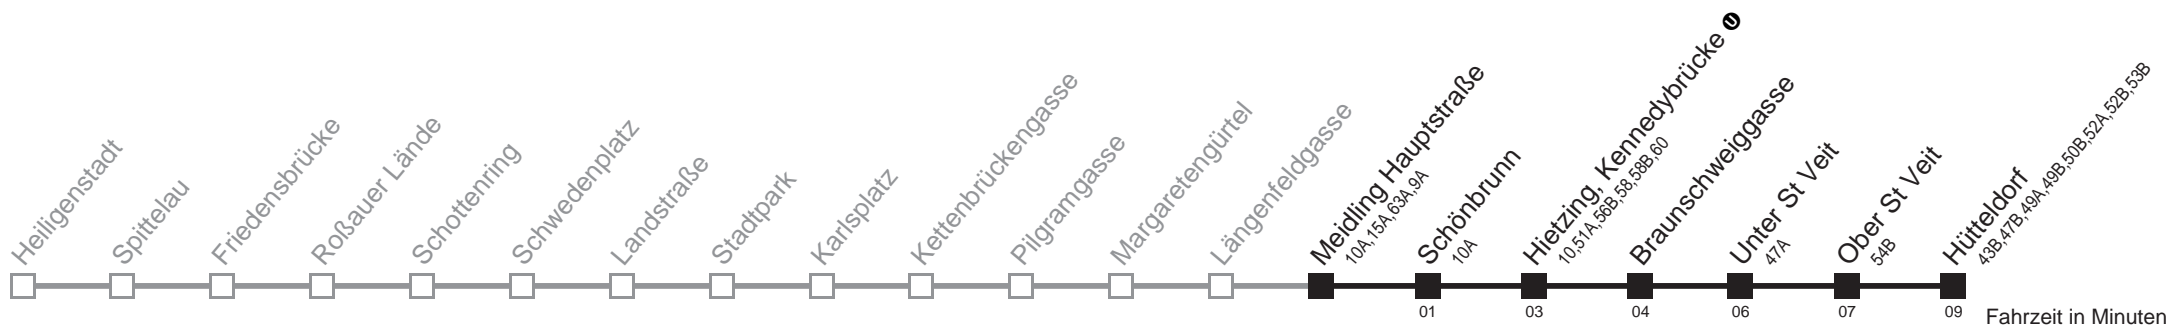 Heiligenstadt
Spittelau
Friedensbrücke
Roßauer Lände
Schottenring
Schwedenplatz
Landstraße
Stadtpark
Karlsplatz
Kettenbrückengasse
Pilgramgasse
Margaretengürtel
Längenfeldgasse
Meidling Hauptstraße
10A,15A,63A,9A
Schönbrunn
10A
Hietzing, Kennedybrücke U
10,51A,56B,58,58B,60
Braunschweiggasse
Unter St Veit
47A
Ober St Veit
54B
Hütteldorf
43B,47B,49A,49B,50B,52A,52B,53B
01 03 04 06 07 09 Fahrzeit in Minuten